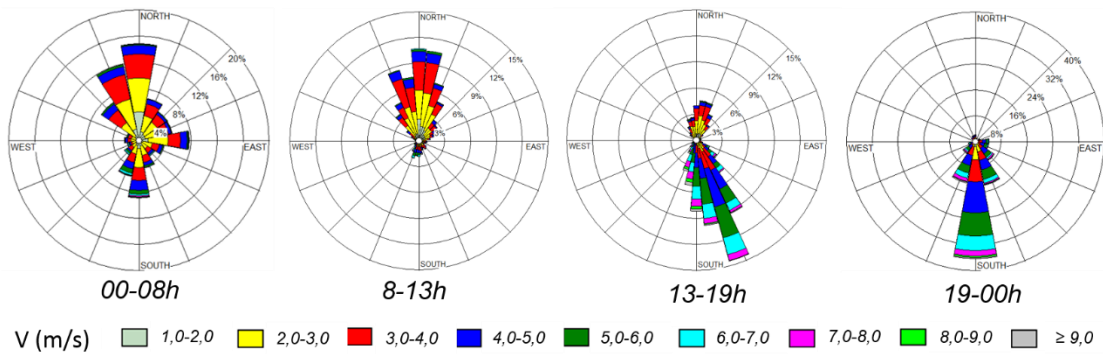 NORTH NORTH NORTH NORTH
20% 15% 15% 40%
16% 12% 12% 32%
12% 9% 9% 24%
8% 6% 6% 16%
4% 3% 3% 8%
WEST EAST WEST EAST WEST EAST WEST EAST
SOUTH SOUTH SOUTH SOUTH
00-08h 8-13h 13-19h 19-00h
V (m/s) 1,0-2,0 2,0-3,0 3,0-4,0 4,0-5,0 5,0-6,0 6,0-7,0 7,0-8,0 8,0-9,0 ≥ 9,0